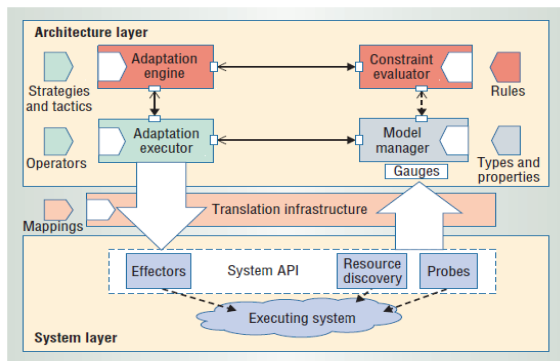 Architecture layer
Adaptation
engine
Constraint
evaluator
Strategies
and tactics
Rules
Adaptation
executor
Model
manager
Operators
Gauges
Types and
properties
Mappings
Translation infrastructure
Effectors
System API
Resource
discovery
Probes
Executing system
System layer